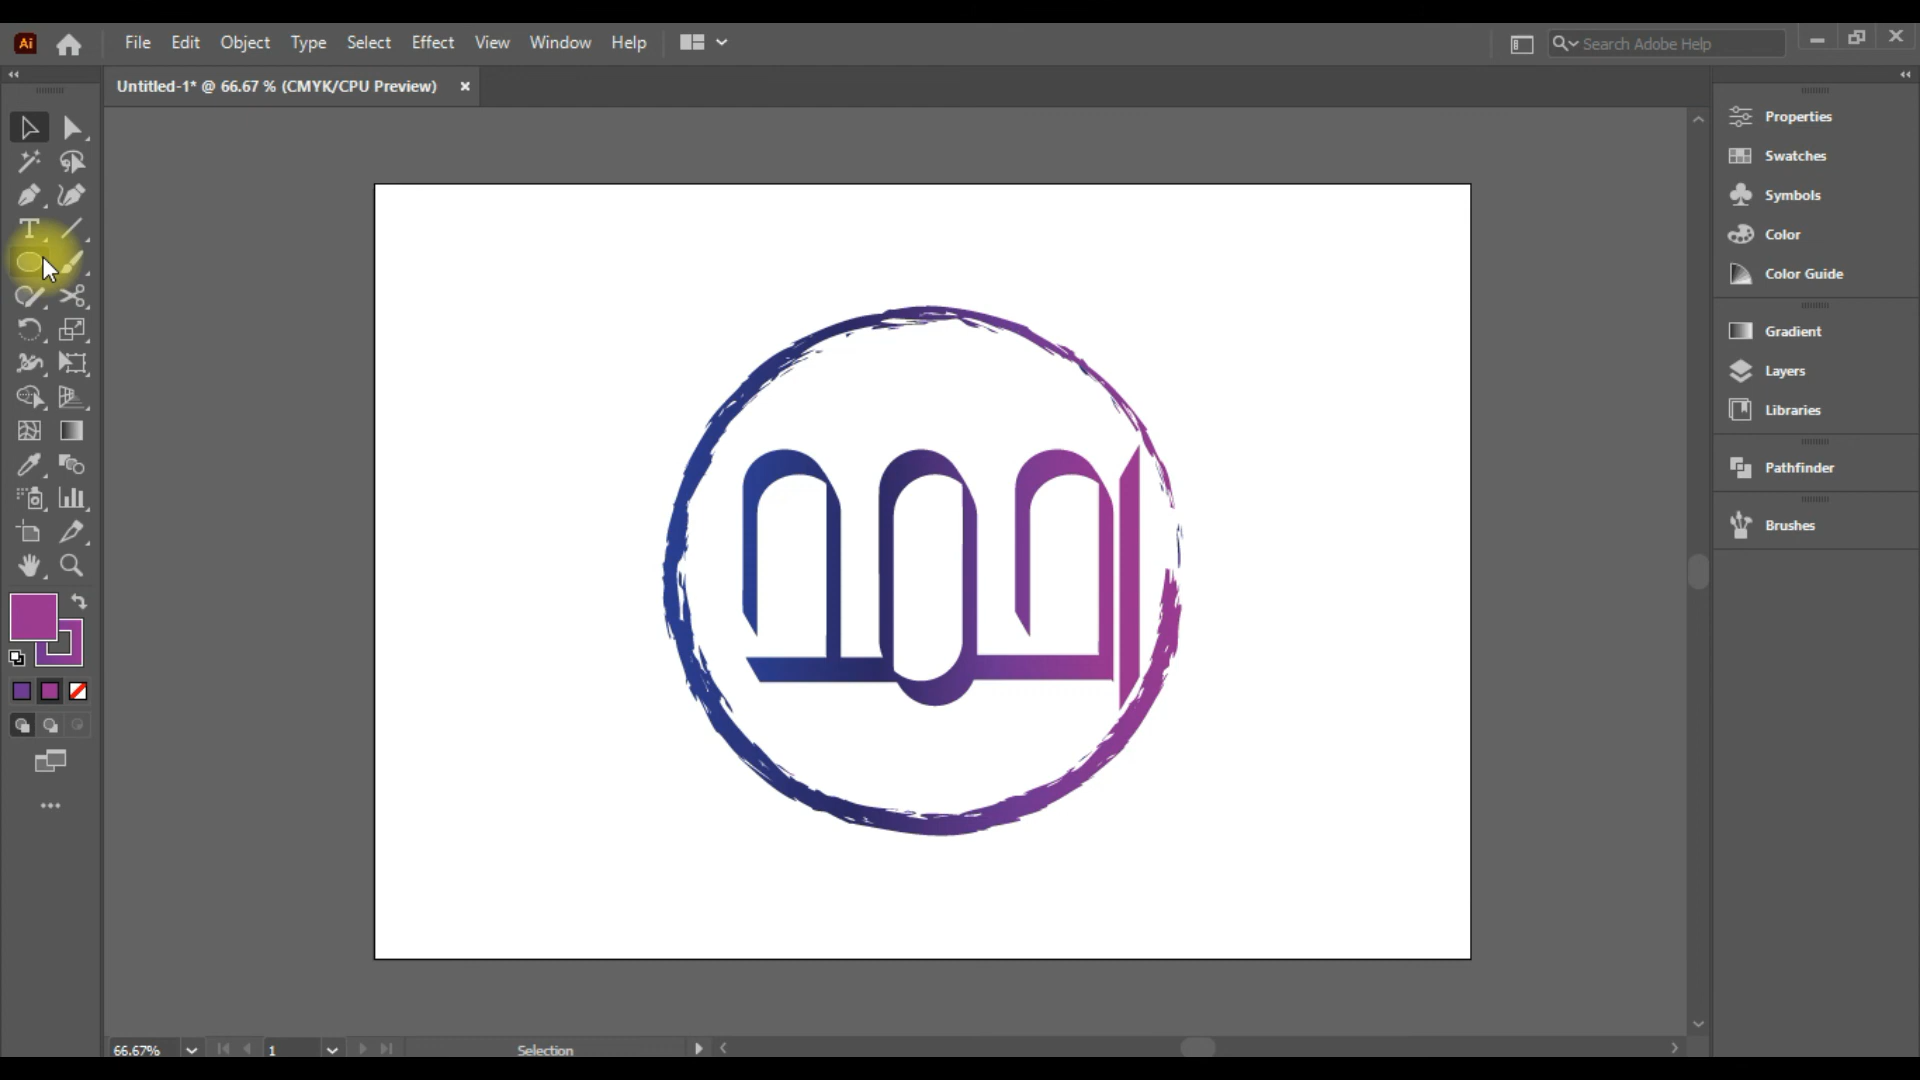 Ai File Edit Object Type Select Effect View Window Help Search Adobe Help
Untitled-1* @ 66.67 % (CMYK/CPU Preview) ×
Properties
Swatches
Symbols
Color
Color Guide
Gradient
Layers
Libraries
Pathfinder
Brushes
66.67% 1 Selection